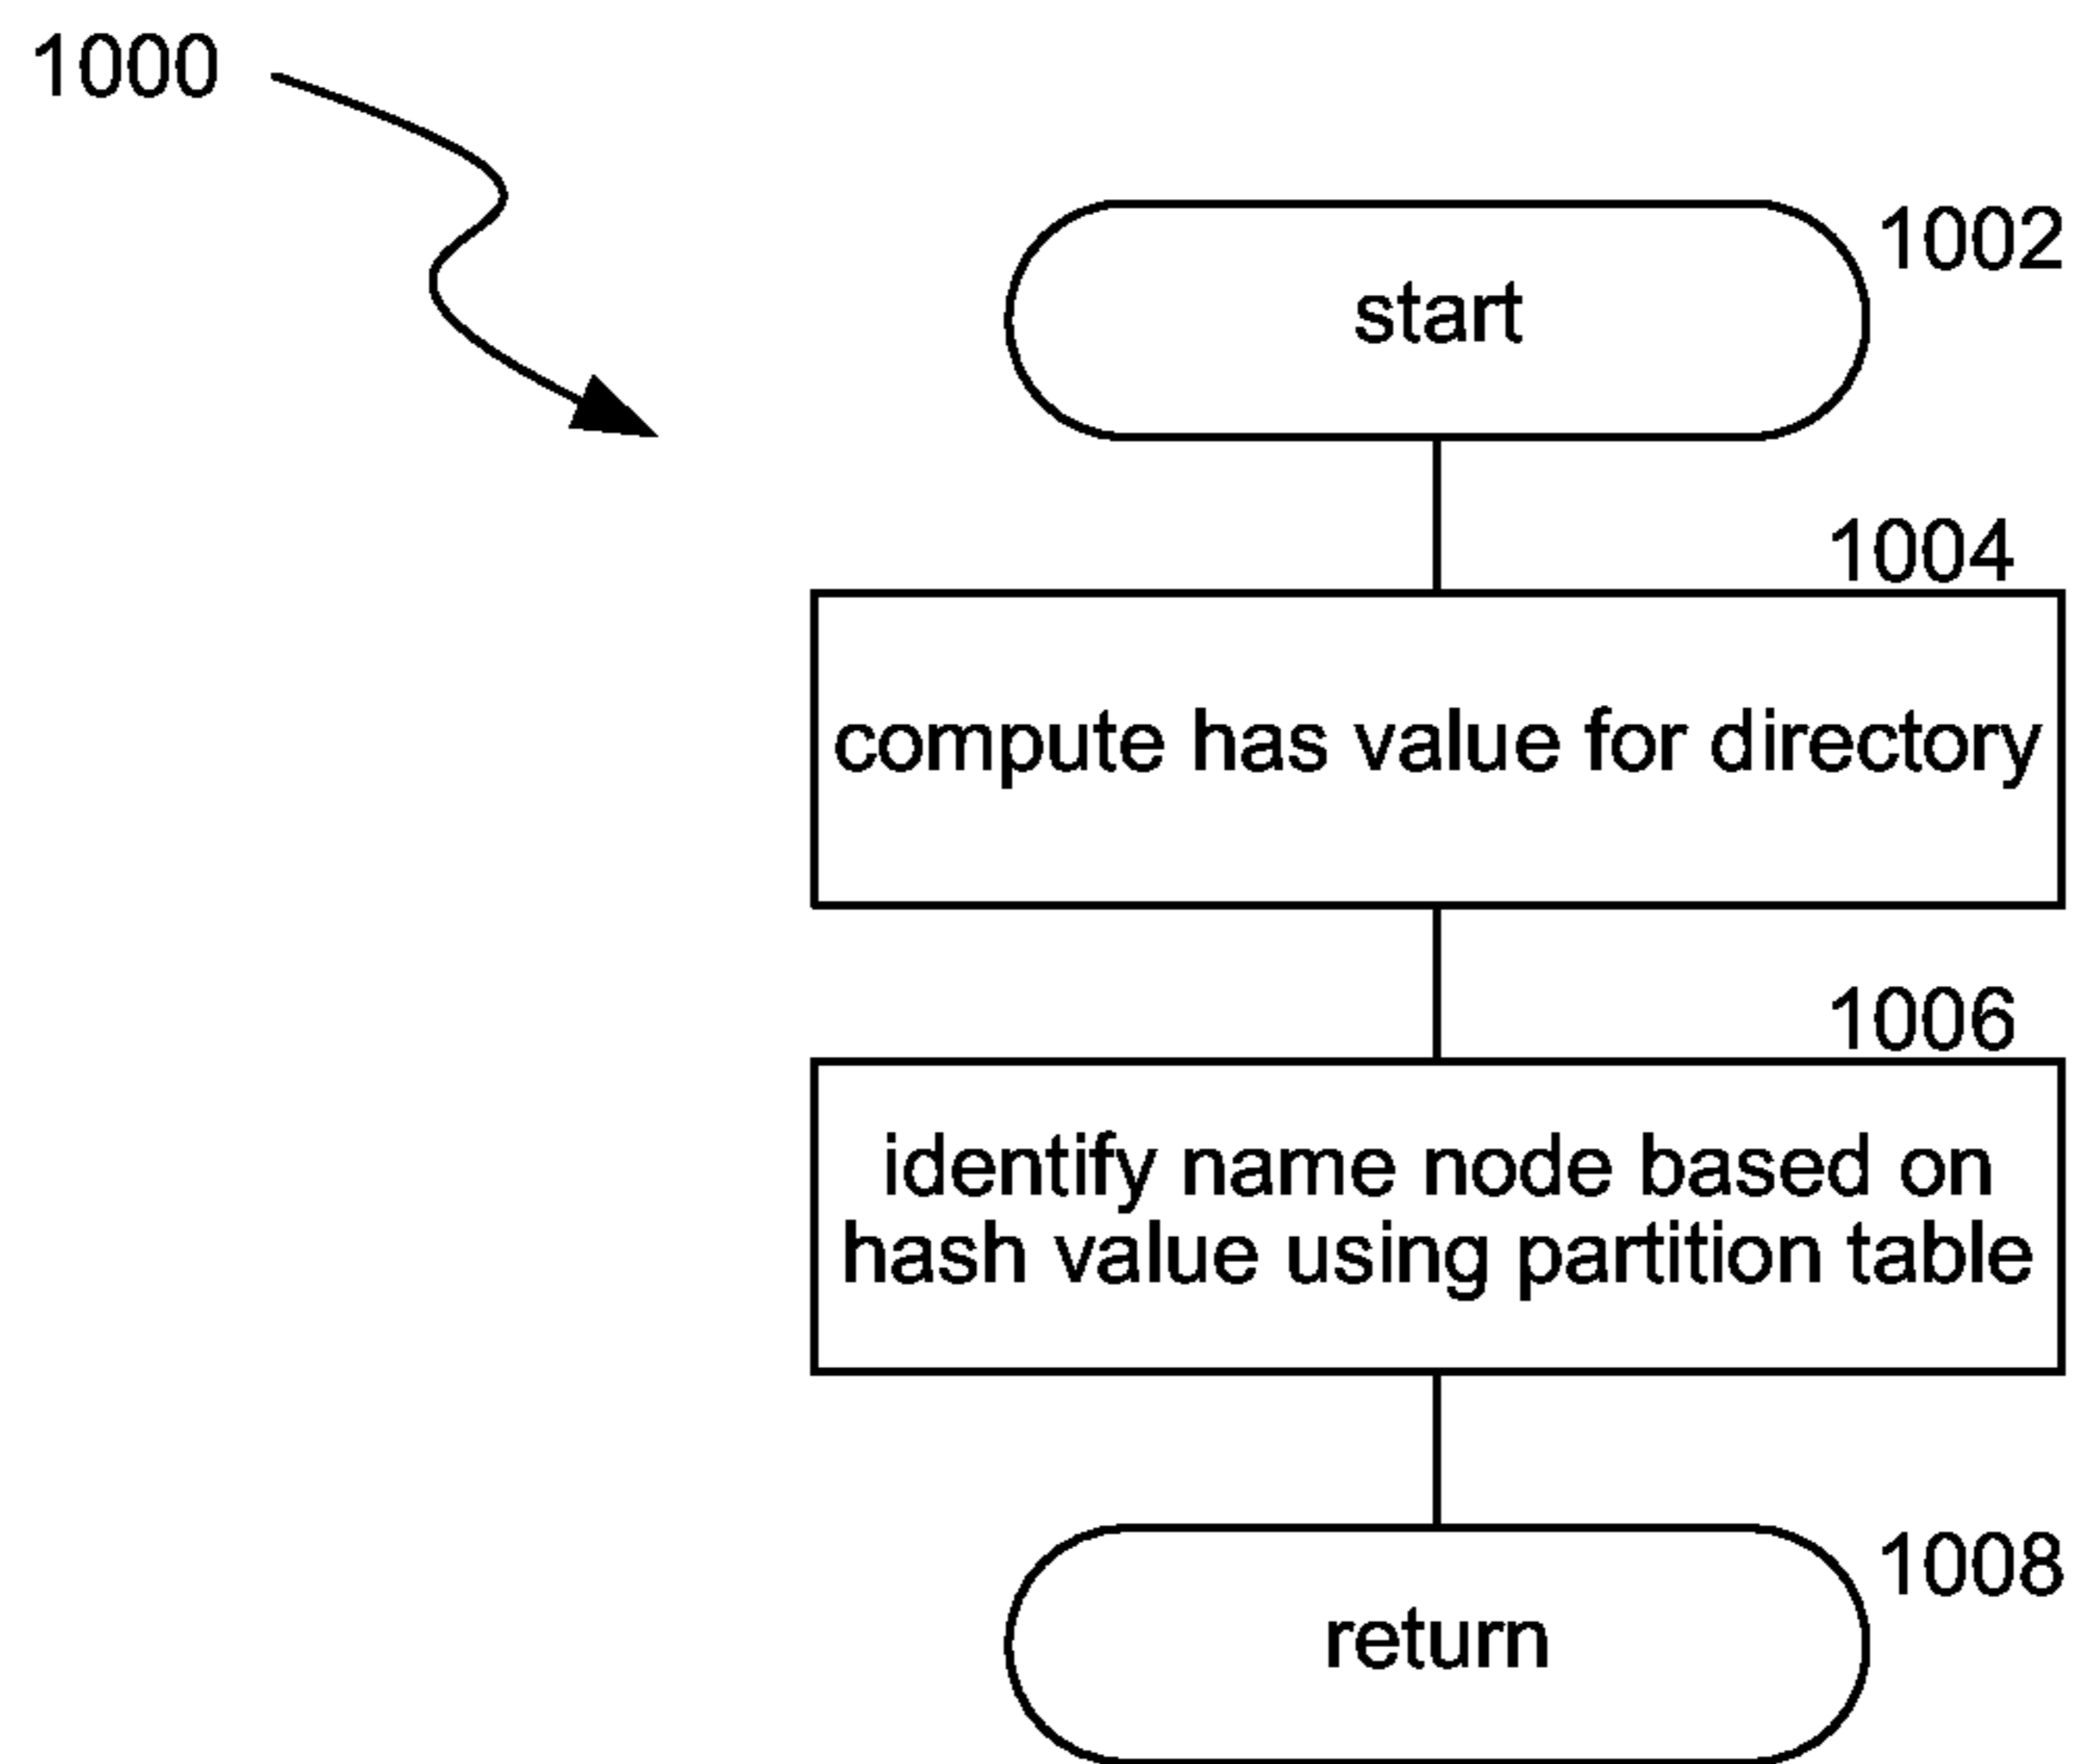 1000
1002
start
1004
compute has value for directory
1006
identify name node based on
hash value using partition table
1008
return